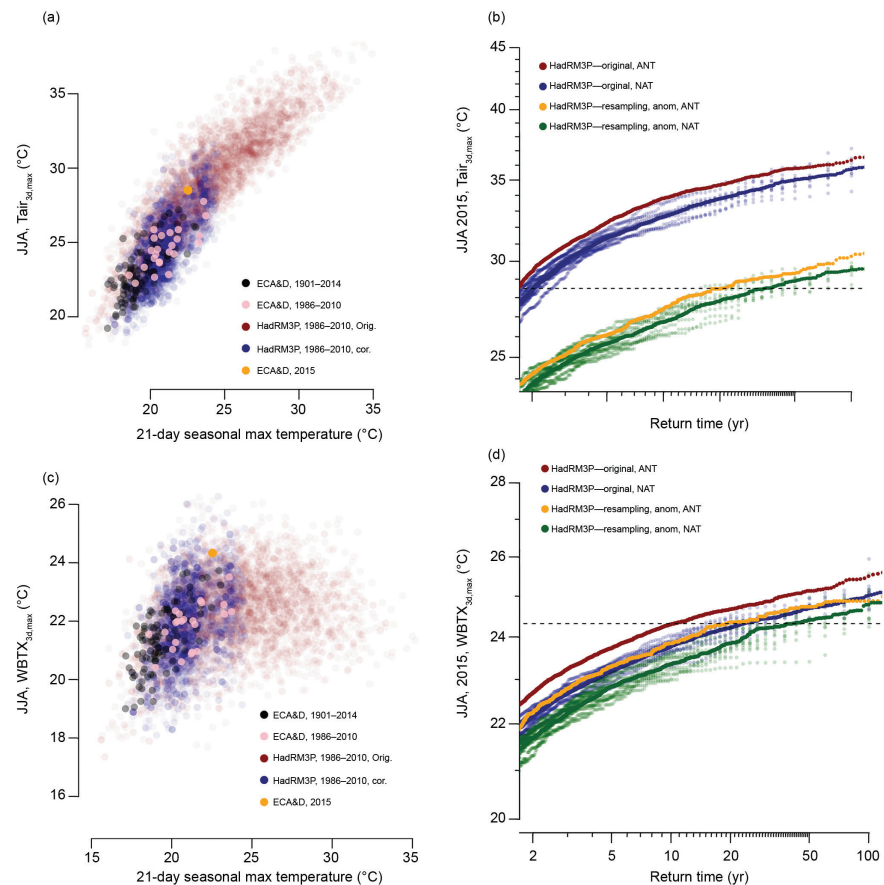 (a)
JJA, Tair3d,max (°C)
35
30
25
20
ECA&D, 1901–2014
ECA&D, 1986–2010
HadRM3P, 1986–2010, Orig.
HadRM3P, 1986–2010, cor.
ECA&D, 2015
20 25 30 35
21-day seasonal max temperature (°C)
(b)
JJA 2015, Tair3d,max (°C)
45
40
35
30
25
HadRM3P—original, ANT
HadRM3P—orginal, NAT
HadRM3P—resampling, anom, ANT
HadRM3P—resampling, anom, NAT
Return time (yr)
(c)
JJA, WBTX3d,max (°C)
26
24
22
20
18
16
ECA&D, 1901–2014
ECA&D, 1986–2010
HadRM3P, 1986–2010, Orig.
HadRM3P, 1986–2010, cor.
ECA&D, 2015
15 20 25 30 35
21-day seasonal max temperature (°C)
(d)
JJA, 2015, WBTX3d,max (°C)
28
26
24
22
20
HadRM3P—original, ANT
HadRM3P—orginal, NAT
HadRM3P—resampling, anom, ANT
HadRM3P—resampling, anom, NAT
2 5 10 20 50 100
Return time (yr)